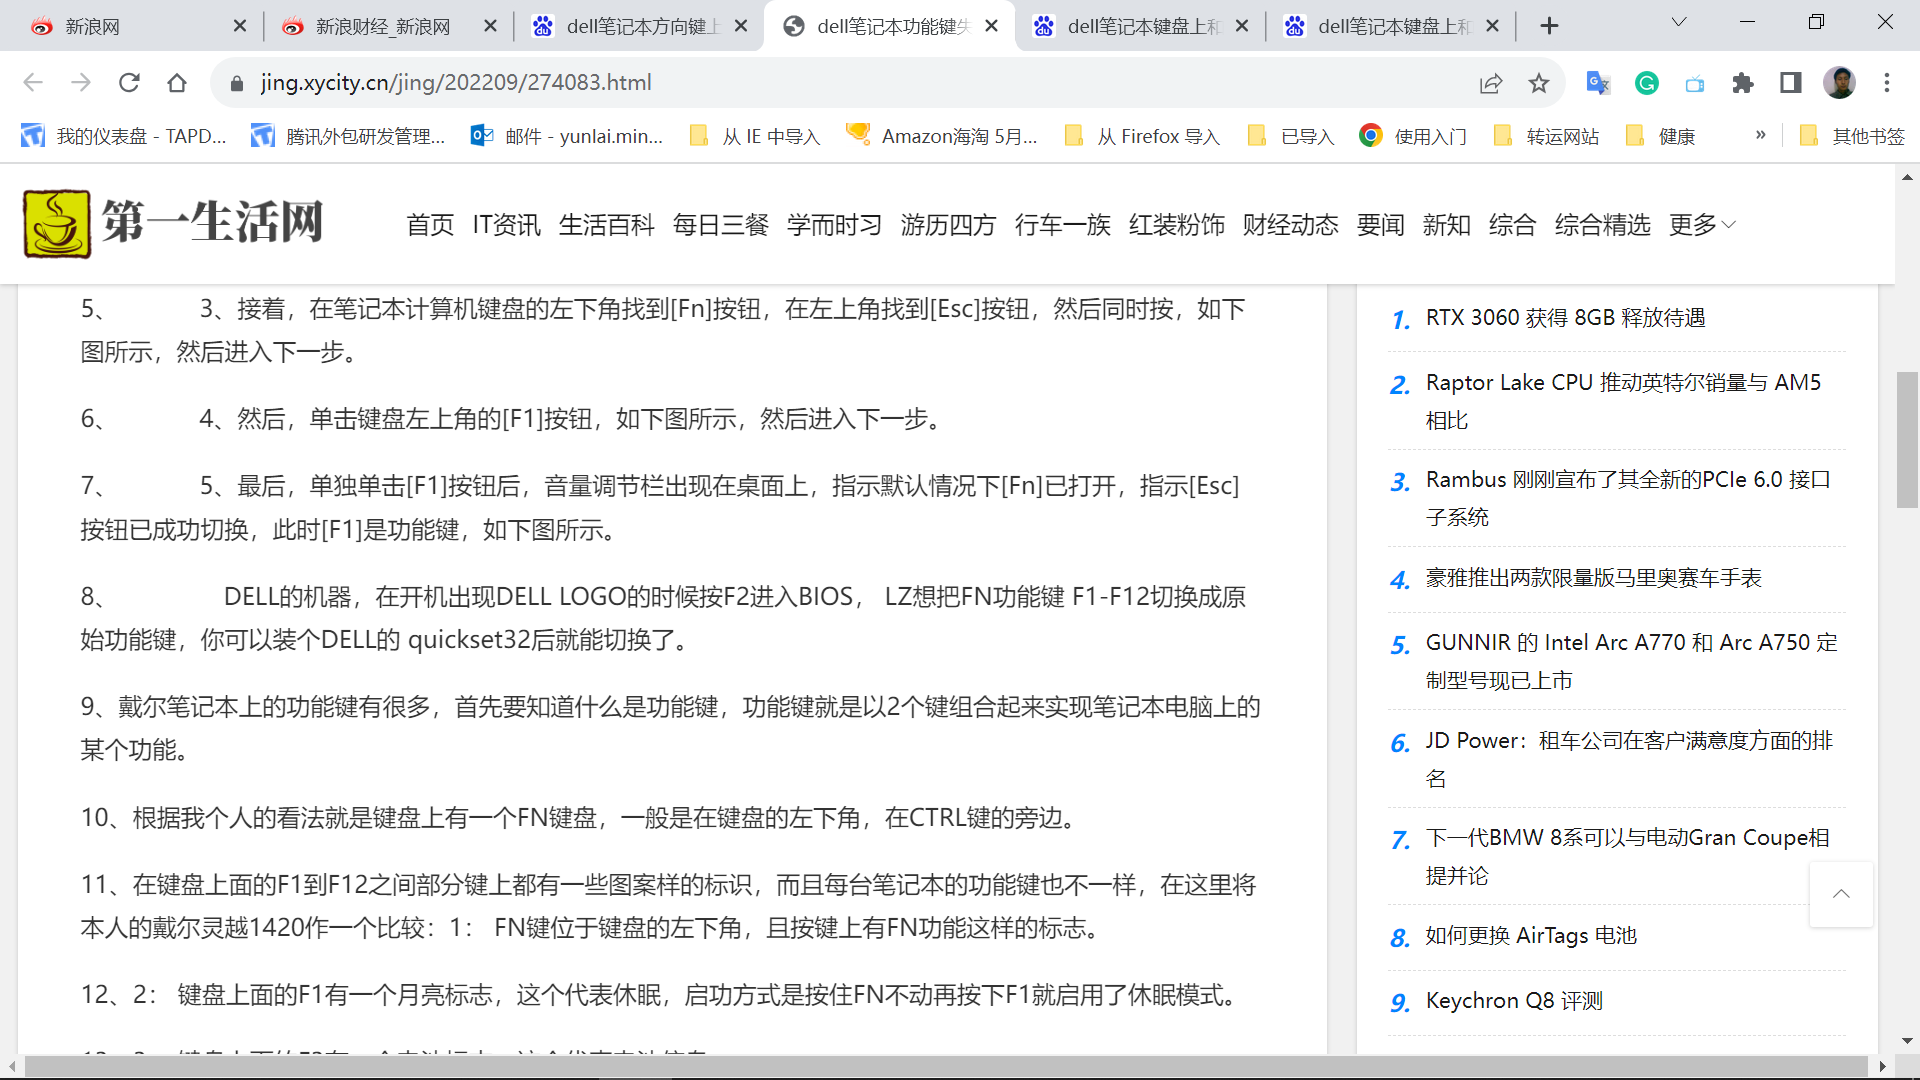 新浪网
新浪财经_新浪网
dell笔记本方向键上
dell笔记本功能键失
dell笔记本键盘上和
dell笔记本键盘上和
jing.xycity.cn/jing/202209/274083.html
我的仪表盘 - TAPD...
腾讯外包研发管理...
邮件 - yunlai.min...
从 IE 中导入
Amazon海淘 5月...
从 Firefox 导入
已导入
使用入门
转运网站
健康
»
其他书签
第一生活网
首页 IT资讯 生活百科 每日三餐 学而时习 游历四方 行车一族 红装粉饰 财经动态 要闻 新知 综合 综合精选 更多
5、 3、接着，在笔记本计算机键盘的左下角找到[Fn]按钮，在左上角找到[Esc]按钮，然后同时按，如下
图所示，然后进入下一步。
6、 4、然后，单击键盘左上角的[F1]按钮，如下图所示，然后进入下一步。
7、 5、最后，单独单击[F1]按钮后，音量调节栏出现在桌面上，指示默认情况下[Fn]已打开，指示[Esc]
按钮已成功切换，此时[F1]是功能键，如下图所示。
8、 DELL的机器，在开机出现DELL LOGO的时候按F2进入BIOS， LZ想把FN功能键 F1-F12切换成原
始功能键，你可以装个DELL的 quickset32后就能切换了。
9、戴尔笔记本上的功能键有很多，首先要知道什么是功能键，功能键就是以2个键组合起来实现笔记本电脑上的
某个功能。
10、根据我个人的看法就是键盘上有一个FN键盘，一般是在键盘的左下角，在CTRL键的旁边。
11、在键盘上面的F1到F12之间部分键上都有一些图案样的标识，而且每台笔记本的功能键也不一样，在这里将
本人的戴尔灵越1420作一个比较：1： FN键位于键盘的左下角，且按键上有FN功能这样的标志。
12、2： 键盘上面的F1有一个月亮标志，这个代表休眠，启功方式是按住FN不动再按下F1就启用了休眠模式。
1. RTX 3060 获得 8GB 释放待遇
2. Raptor Lake CPU 推动英特尔销量与 AM5
相比
3. Rambus 刚刚宣布了其全新的PCIe 6.0 接口
子系统
4. 豪雅推出两款限量版马里奥赛车手表
5. GUNNIR 的 Intel Arc A770 和 Arc A750 定
制型号现已上市
6. JD Power：租车公司在客户满意度方面的排
名
7. 下一代BMW 8系可以与电动Gran Coupe相
提并论
8. 如何更换 AirTags 电池
9. Keychron Q8 评测